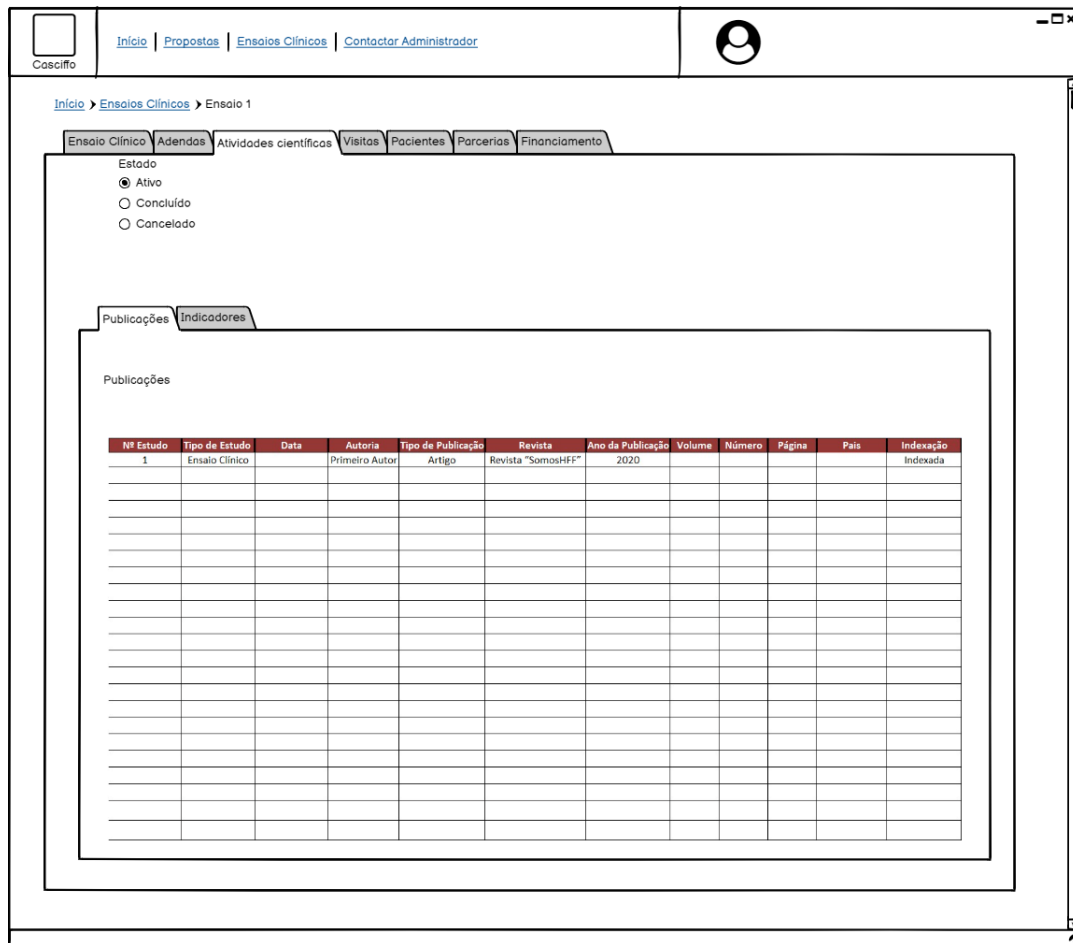 Casciffo
Início Propostas Ensaios Clínicos Contactar Administrador
Início Ensaios Clínicos Ensaio 1
Ensaio Clínico Adendas Atividades científicas Visitas Pacientes Parcerias Financiamento
Estado
Ativo
Concluído
Cancelado
Publicações Indicadores
Publicações
Nº Estudo Tipo de Estudo Data Autoria Tipo de Publicação Revista Ano da Publicação Volume Número Página Pais Indexação
1 Ensaio Clínico Primeiro Autor Artigo Revista "SomosHFF" 2020 Indexada